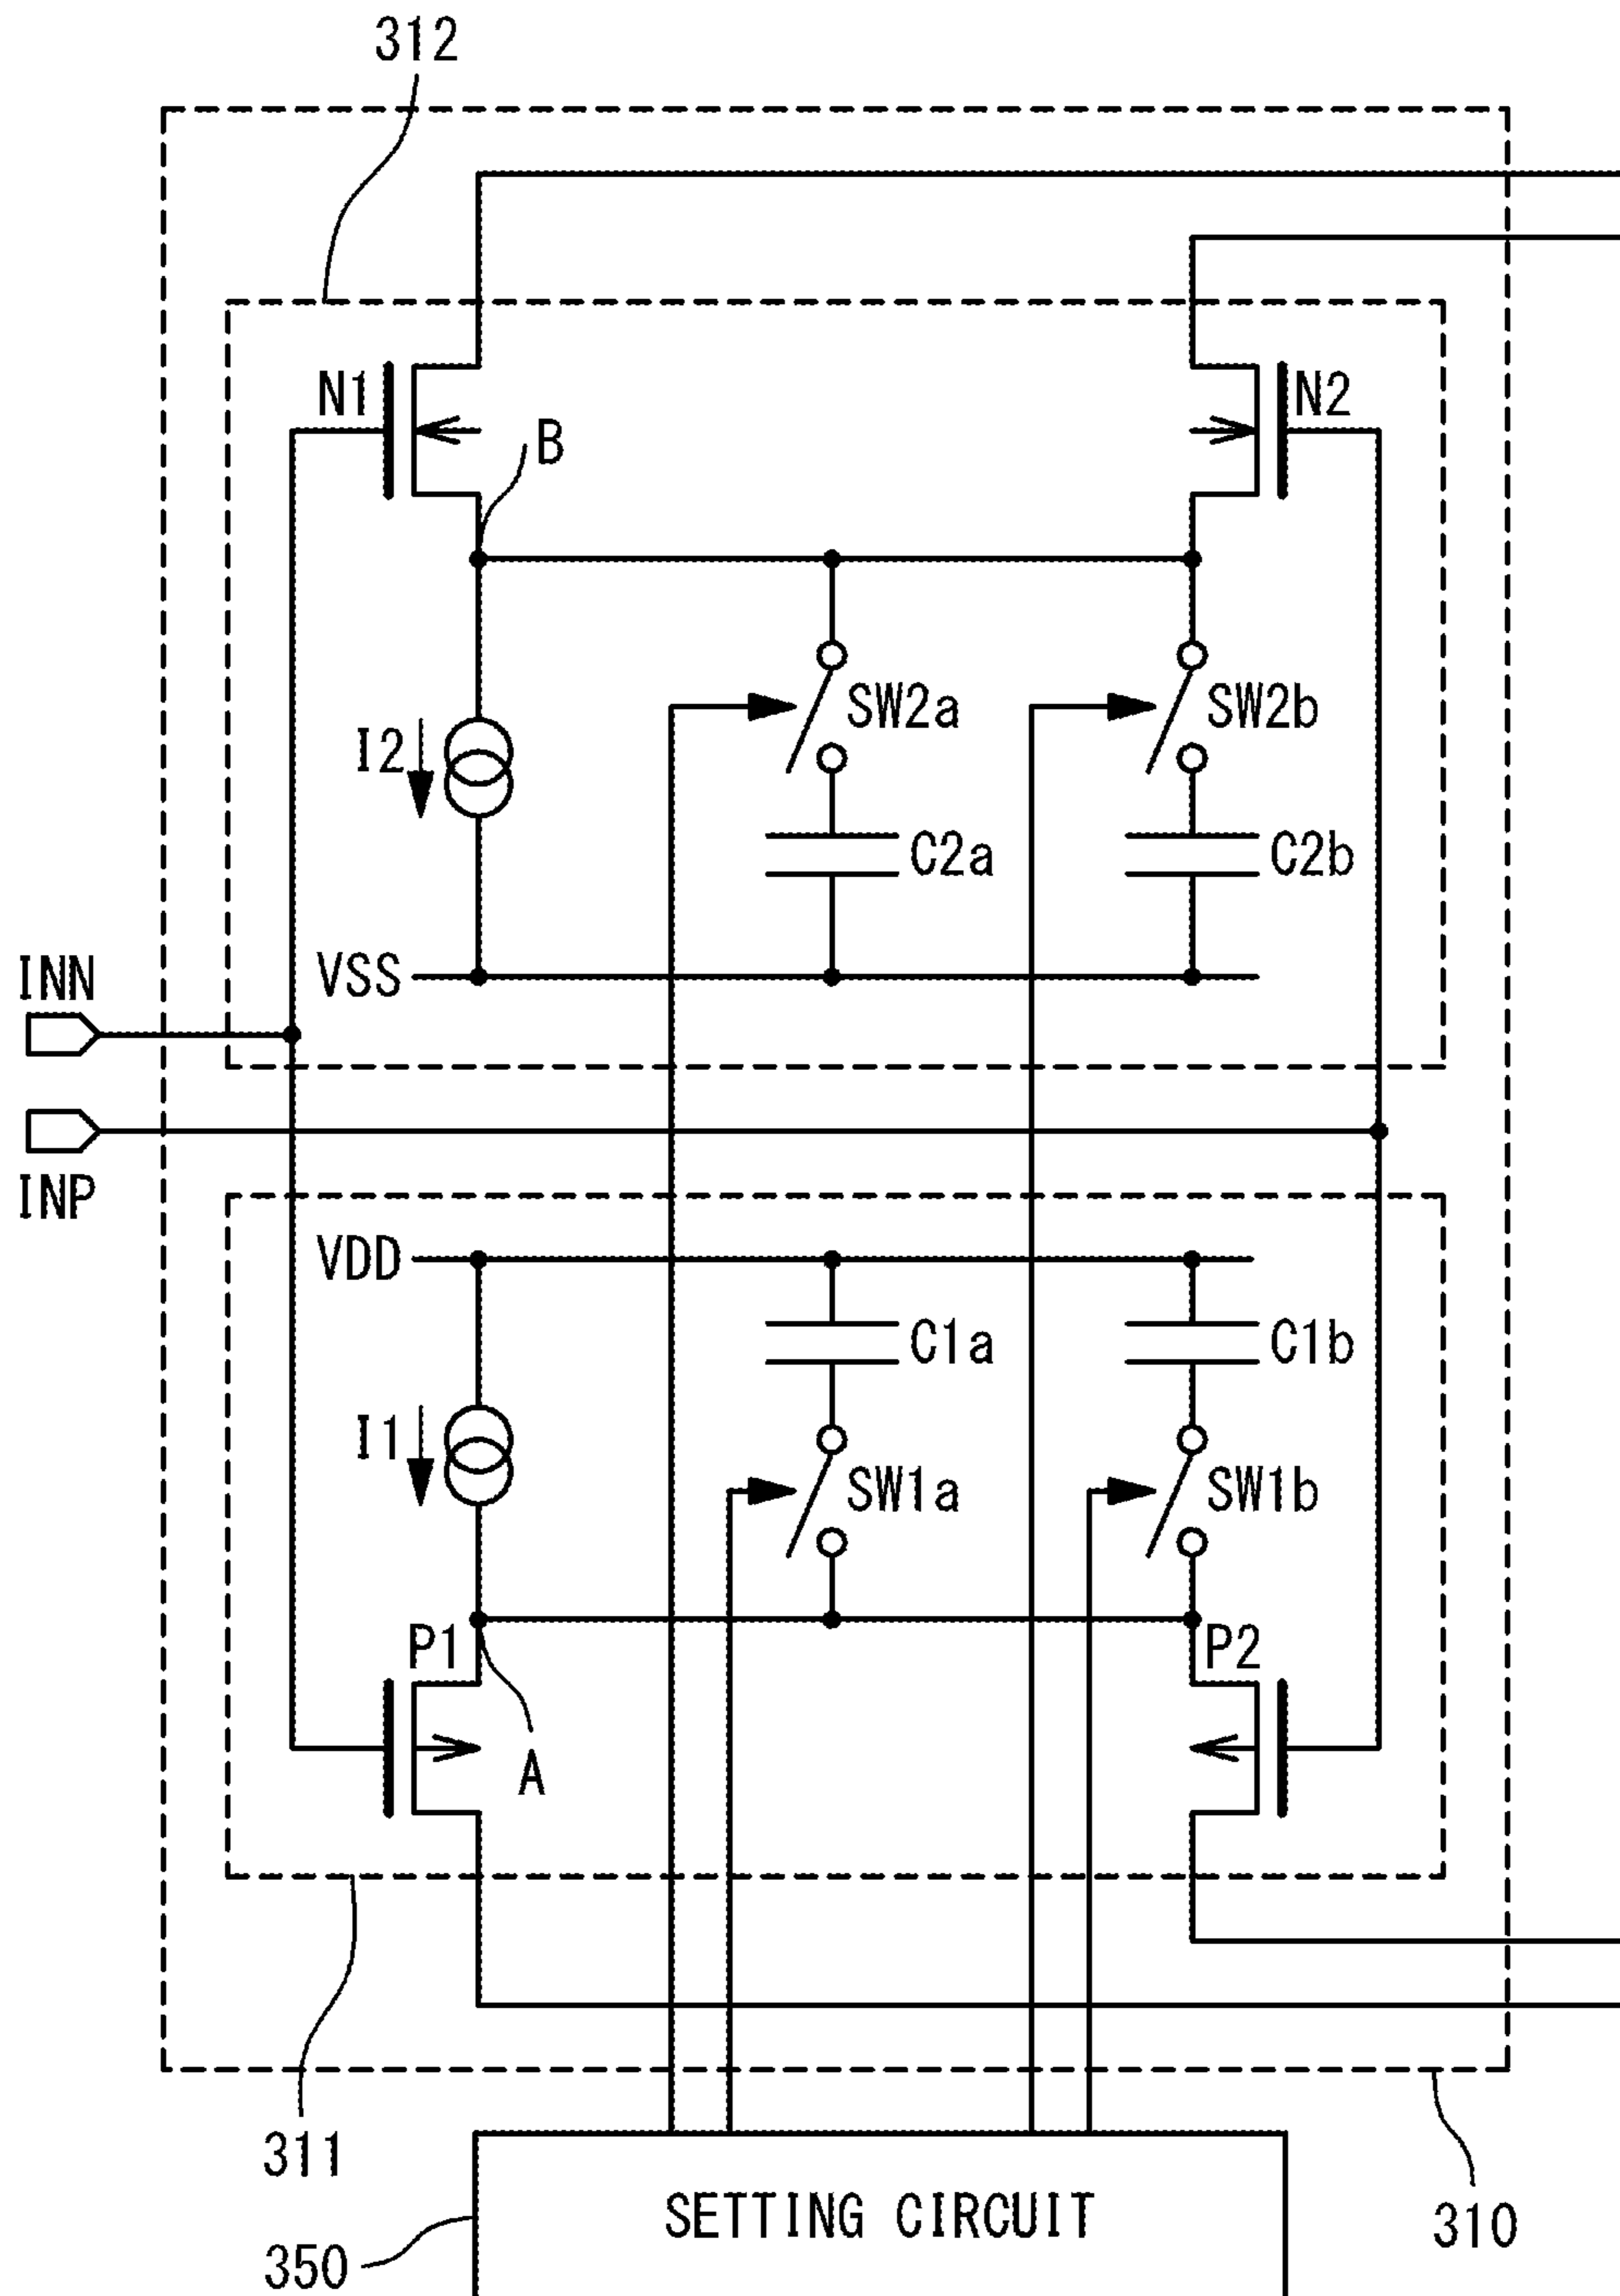 312
N1
N2
B
I2
SW2a
SW2b
C2a
C2b
INN
VSS
INP
VDD
C1a
C1b
I1
SW1a
SW1b
P1
P2
A
311
SETTING CIRCUIT
310
350